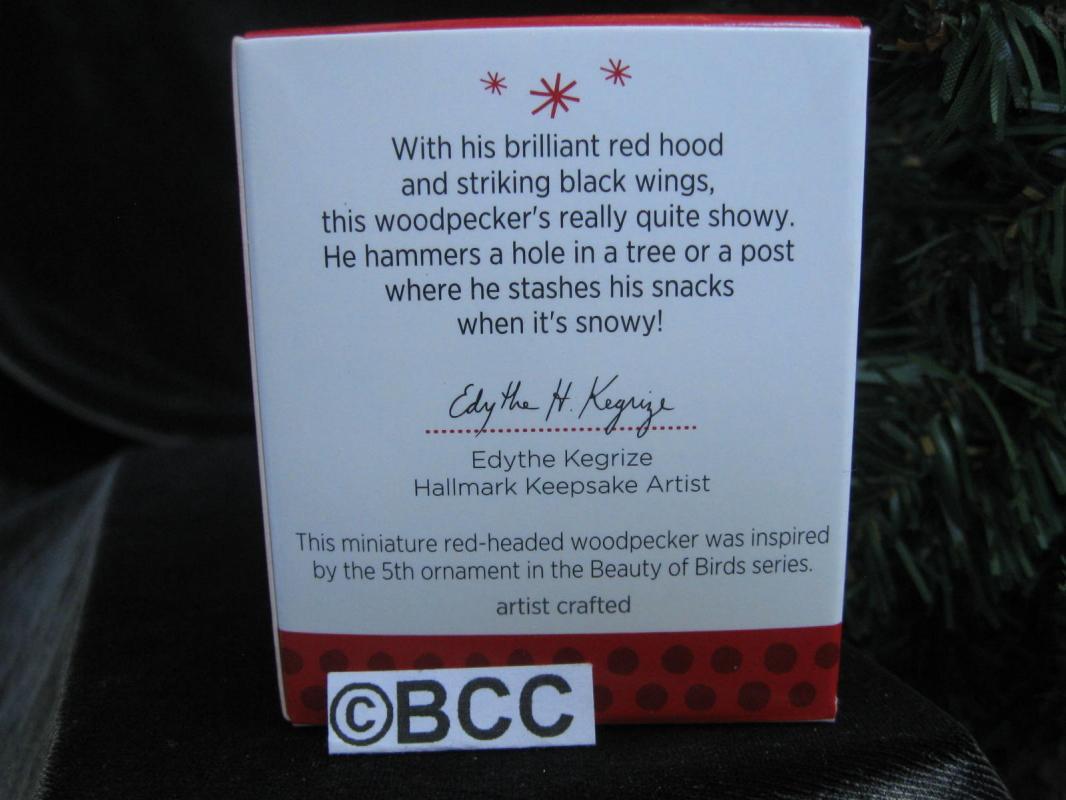 With his brilliant red hood
and striking black wings,
this woodpecker's really quite showy.
He hammers a hole in a tree or a post
where he stashes his snacks
when it's snowy!
Edythe H. Kegrize
Edythe Kegrize
Hallmark Keepsake Artist
This miniature red-headed woodpecker was inspired
by the 5th ornament in the Beauty of Birds series.
artist crafted
©BCC